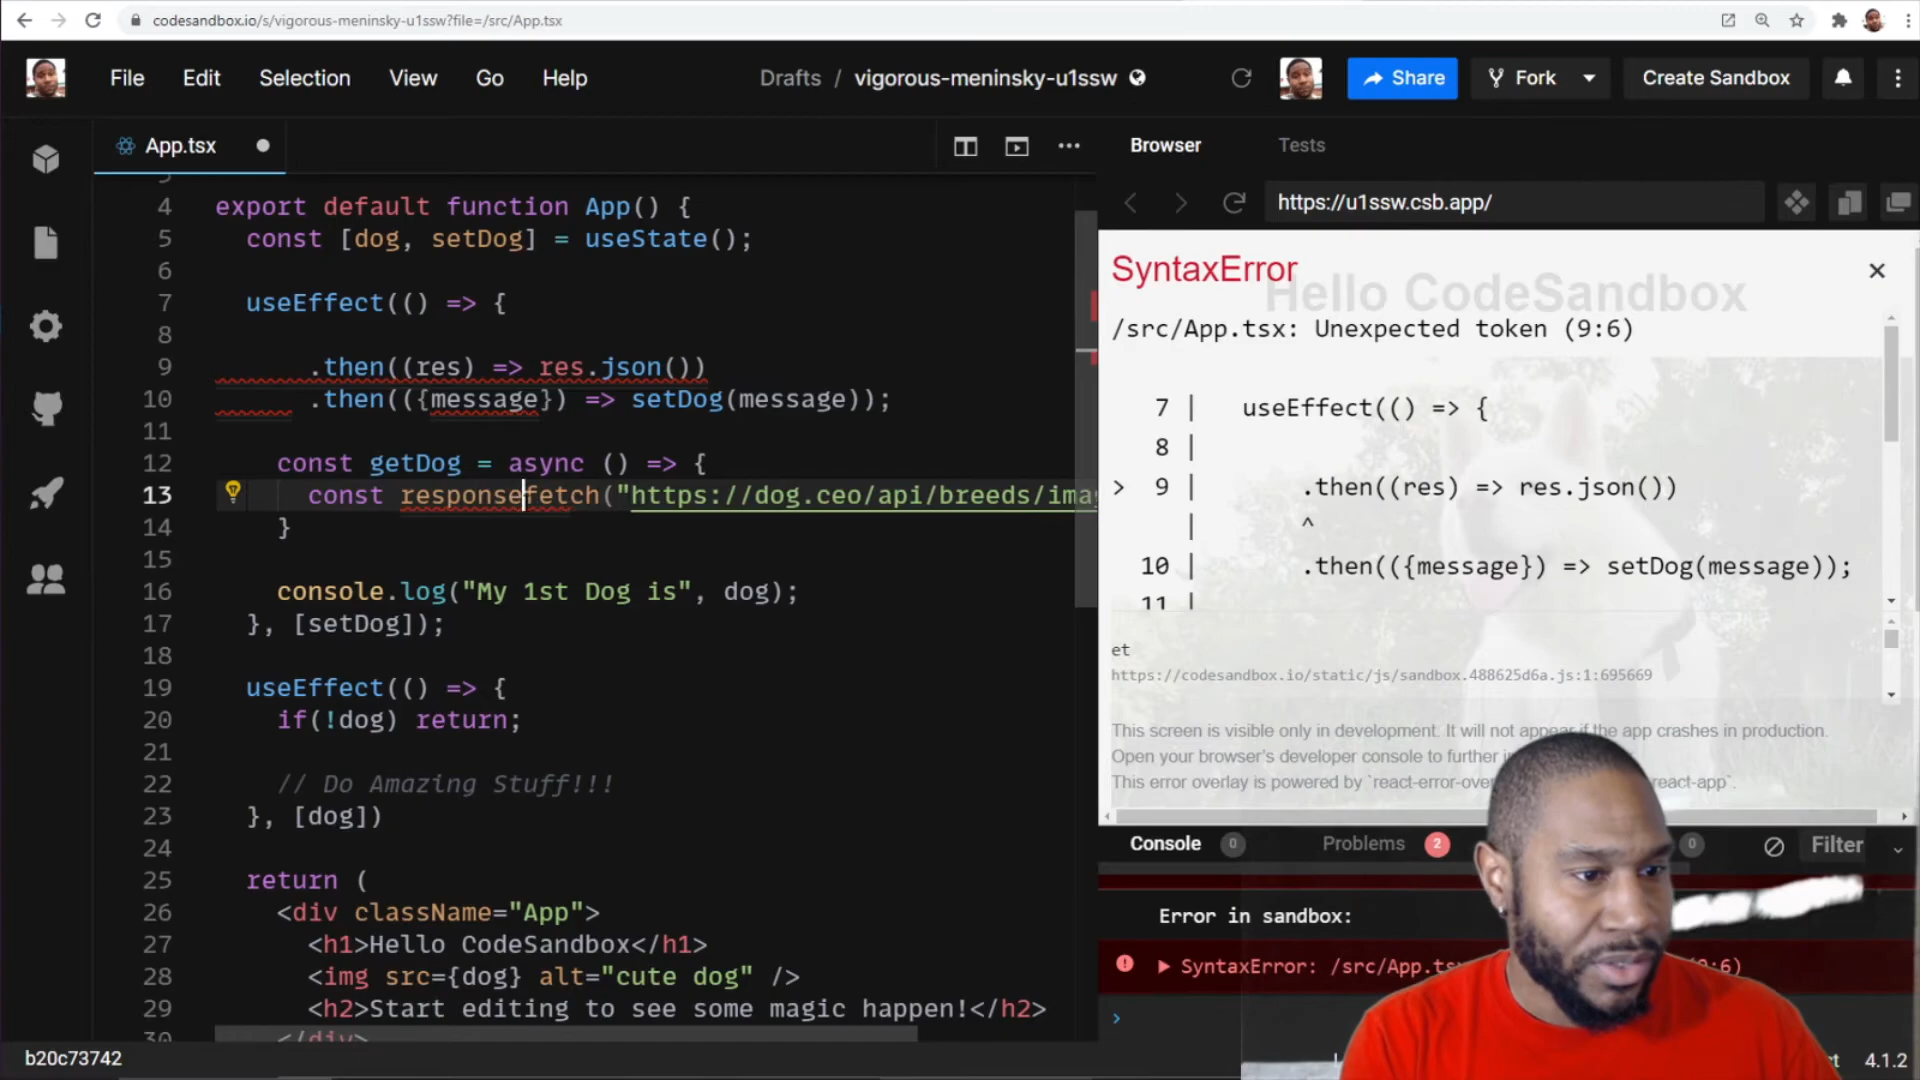 codesandbox.io/s/vigorous-meninsky-u1ssw?file=/src/App.tsx
File Edit Selection View Go Help
Drafts / vigorous-meninsky-u1ssw
Share Fork Create Sandbox
App.tsx
4 export default function App() {
5 const [dog, setDog] = useState();
6
7 useEffect(() => {
8
9 .then((res) => res.json())
10 .then(({message}) => setDog(message));
11
12 const getDog = async () => {
13 const responsefetch("https://dog.ceo/api/breeds/ima
14 }
15
16 console.log("My 1st Dog is", dog);
17 }, [setDog]);
18
19 useEffect(() => {
20 if(!dog) return;
21
22 // Do Amazing Stuff!!!
23 }, [dog])
24
25 return (
26 <div className="App">
27 <h1>Hello CodeSandbox</h1>
28 <img src={dog} alt="cute dog" />
29 <h2>Start editing to see some magic happen!</h2>
30 </div>
b20c73742
Browser Tests
https://u1ssw.csb.app/
SyntaxError
Hello CodeSandbox
/src/App.tsx: Unexpected token (9:6)
7 | useEffect(() => {
8 |
> 9 | .then((res) => res.json())
| ^
10 | .then(({message}) => setDog(message));
11 |
et
https://codesandbox.io/static/js/sandbox.488625d6a.js:1:695669
This screen is visible only in development. It will not appear if the app crashes in production.
Open your browser's developer console to further in
This error overlay is powered by `react-error-over react-app`.
Console 0 Problems 2 0 Filter
Error in sandbox:
SyntaxError: /src/App.tsx 9:6)
4.1.2